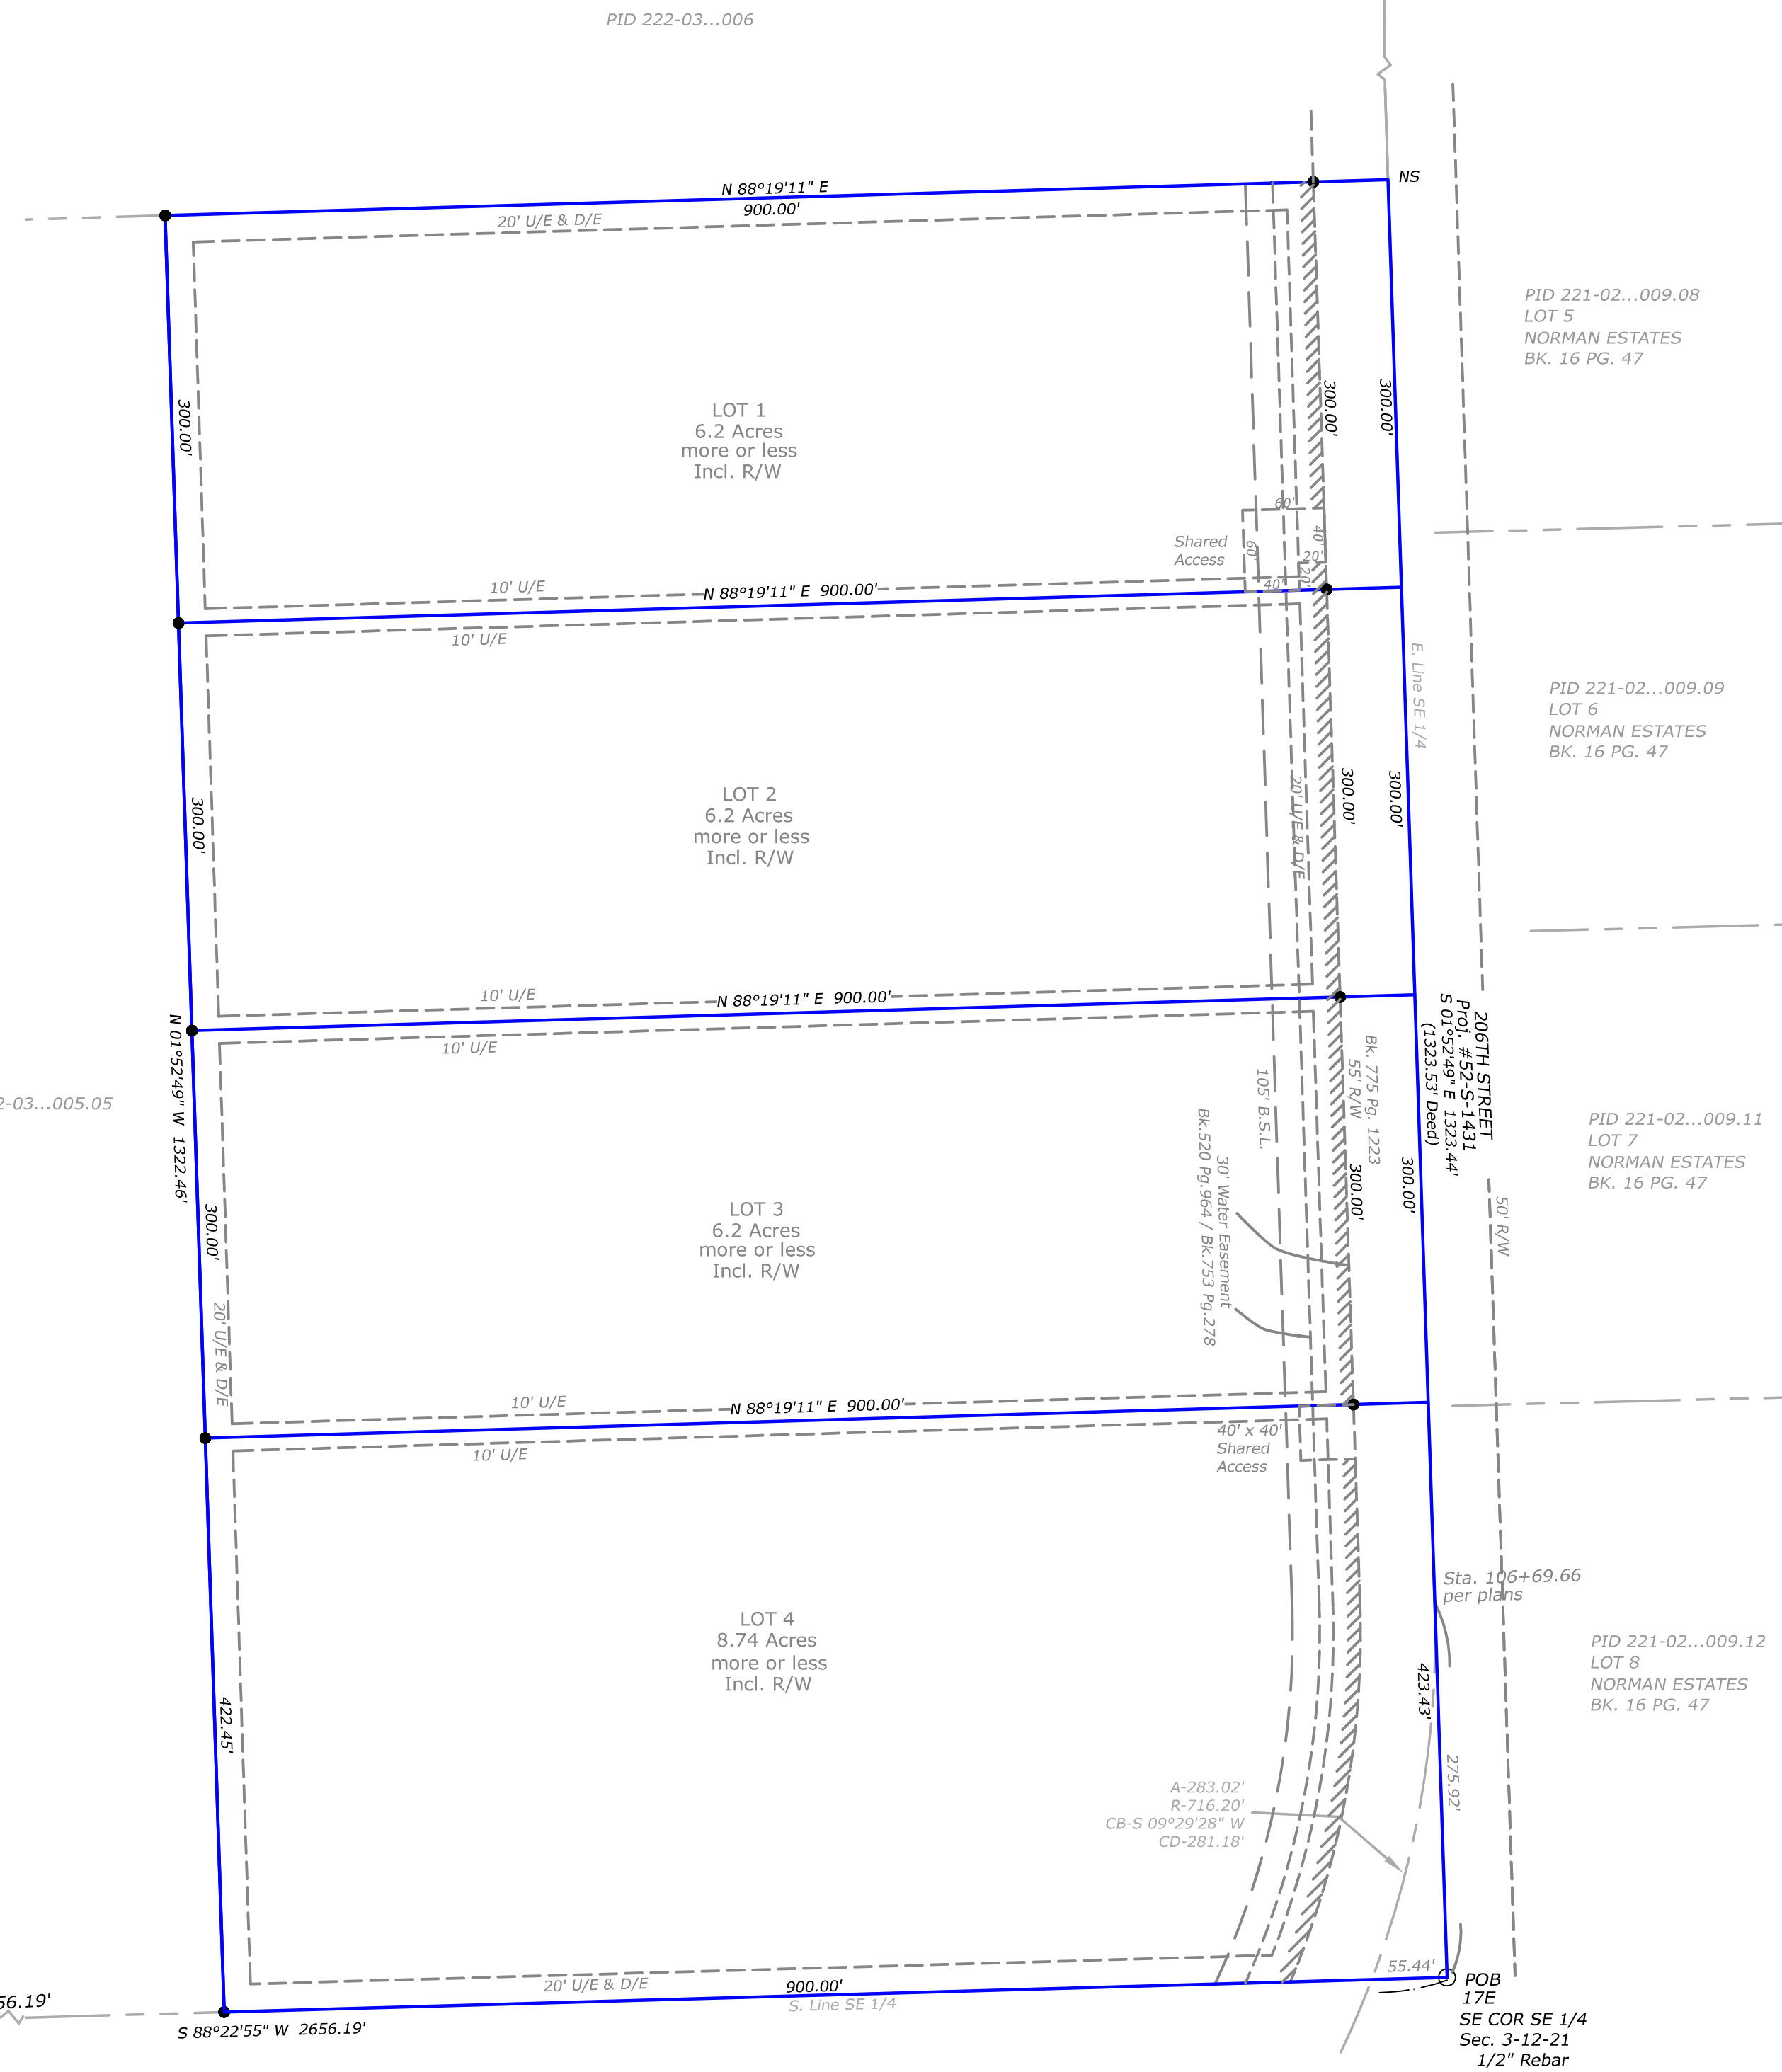 PID 222-03...006
NS
N 88°19'11" E
900.00'
20' U/E & D/E
PID 221-02...009.08
LOT 5
NORMAN ESTATES
BK. 16 PG. 47
300.00'
300.00'
300.00'
LOT 1
6.2 Acres
more or less
Incl. R/W
60'
40'
Shared
Access
60'
20'
20'
40'
10' U/E
N 88°19'11" E 900.00'
10' U/E
E. Line SE 1/4
PID 221-02...009.09
LOT 6
NORMAN ESTATES
BK. 16 PG. 47
300.00'
300.00'
300.00'
LOT 2
6.2 Acres
more or less
Incl. R/W
20' U/E & D/E
10' U/E
N 88°19'11" E 900.00'
10' U/E
206TH STREET
Proj. #52-S-1431
S 01°52'49" E 1323.44'
(1323.53' Deed)
Bk. 775 Pg. 1223
55' R/W
105' B.S.L.
N 01°52'49" W 1322.46'
2-03...005.05
PID 221-02...009.11
LOT 7
NORMAN ESTATES
BK. 16 PG. 47
30' Water Easement
Bk.520 Pg.964 / Bk.753 Pg.278
300.00'
300.00'
300.00'
50' R/W
LOT 3
6.2 Acres
more or less
Incl. R/W
20' U/E & D/E
10' U/E
N 88°19'11" E 900.00'
10' U/E
40' x 40'
Shared
Access
Sta. 106+69.66
per plans
LOT 4
8.74 Acres
more or less
Incl. R/W
PID 221-02...009.12
LOT 8
NORMAN ESTATES
BK. 16 PG. 47
422.45'
423.43'
275.92'
A-283.02'
R-716.20'
CB-S 09°29'28" W
CD-281.18'
55.44'
20' U/E & D/E
900.00'
S. Line SE 1/4
56.19'
S 88°22'55" W 2656.19'
POB
17E
SE COR SE 1/4
Sec. 3-12-21
1/2" Rebar